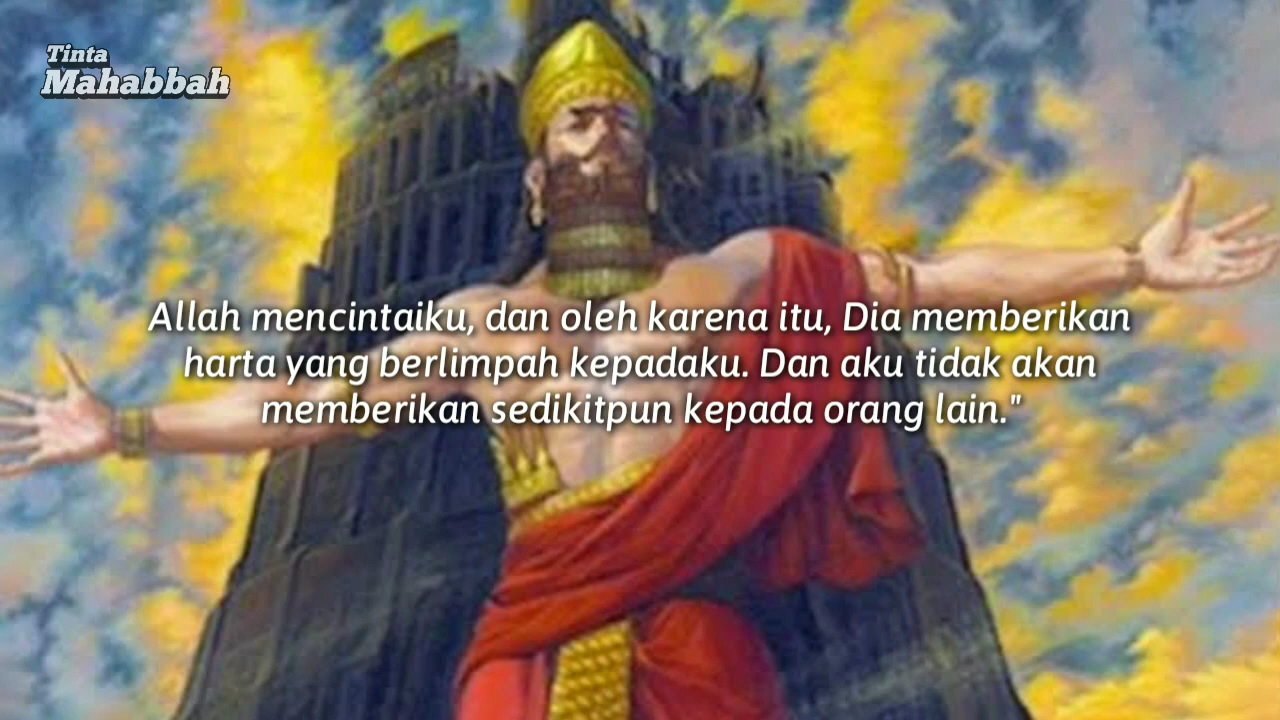 Tinta
Mahabbah
Allah mencintaiku, dan oleh karena itu, Dia memberikan
harta yang berlimpah kepadaku. Dan aku tidak akan
memberikan sedikitpun kepada orang lain."